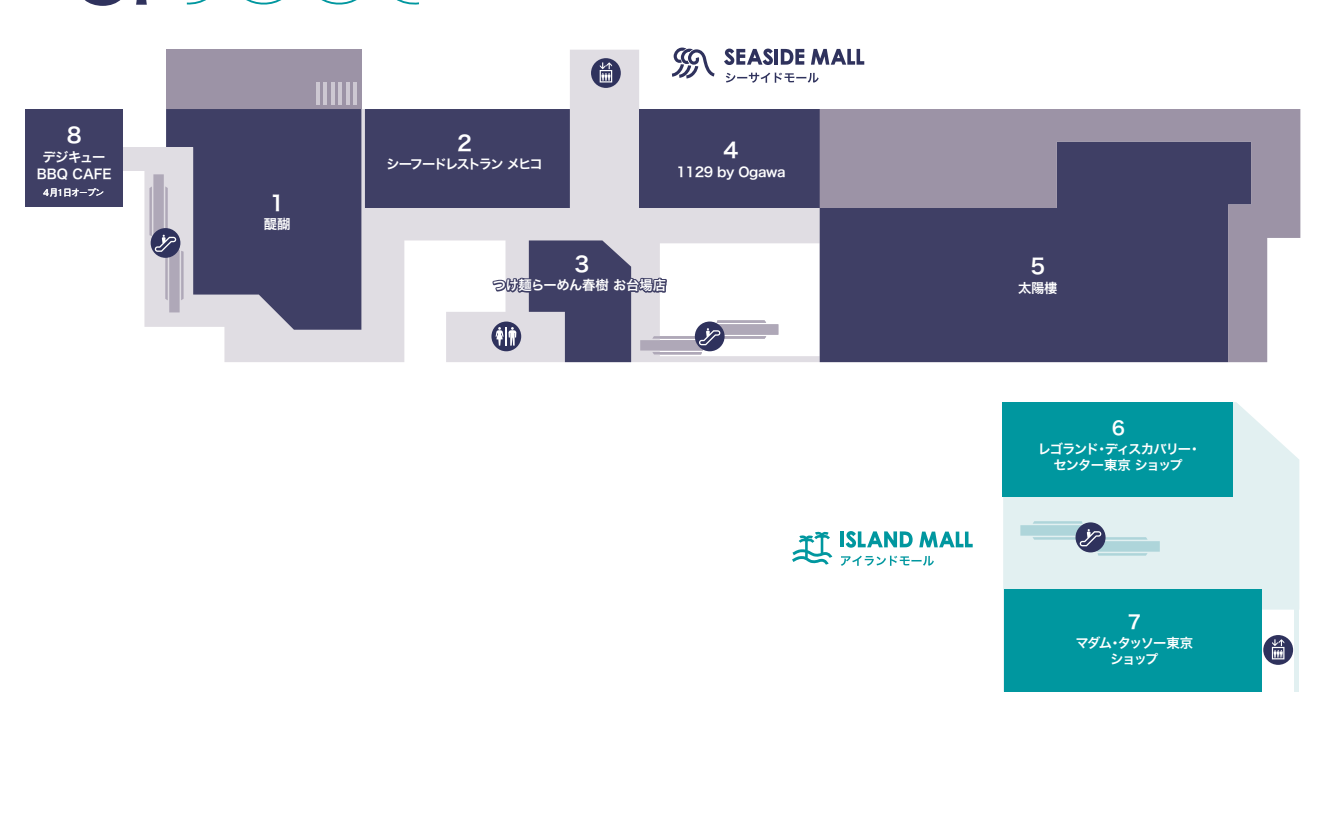 SEASIDE MALL
シーサイドモール
8
デジキュー
BBQ CAFE
4月1日オープン
1
醍醐
2
シーフードレストラン メヒコ
4
1129 by Ogawa
3
つけ麺らーめん春樹 お台場店
5
太陽樓
6
レゴランド・ディスカバリー・
センター東京 ショップ
ISLAND MALL
アイランドモール
7
マダム・タッソー東京
ショップ